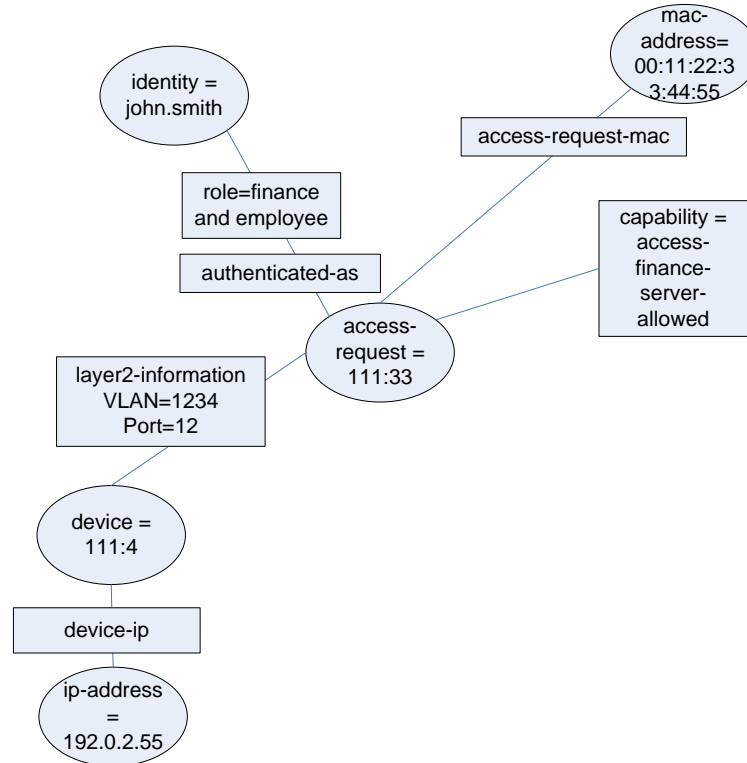 mac-
address=
00:11:22:3
3:44:55
identity =
john.smith
access-request-mac
role=finance
and employee
capability =
access-
finance-
server-
allowed
authenticated-as
access-
request =
111:33
layer2-information
VLAN=1234
Port=12
device =
111:4
device-ip
ip-address
=
192.0.2.55